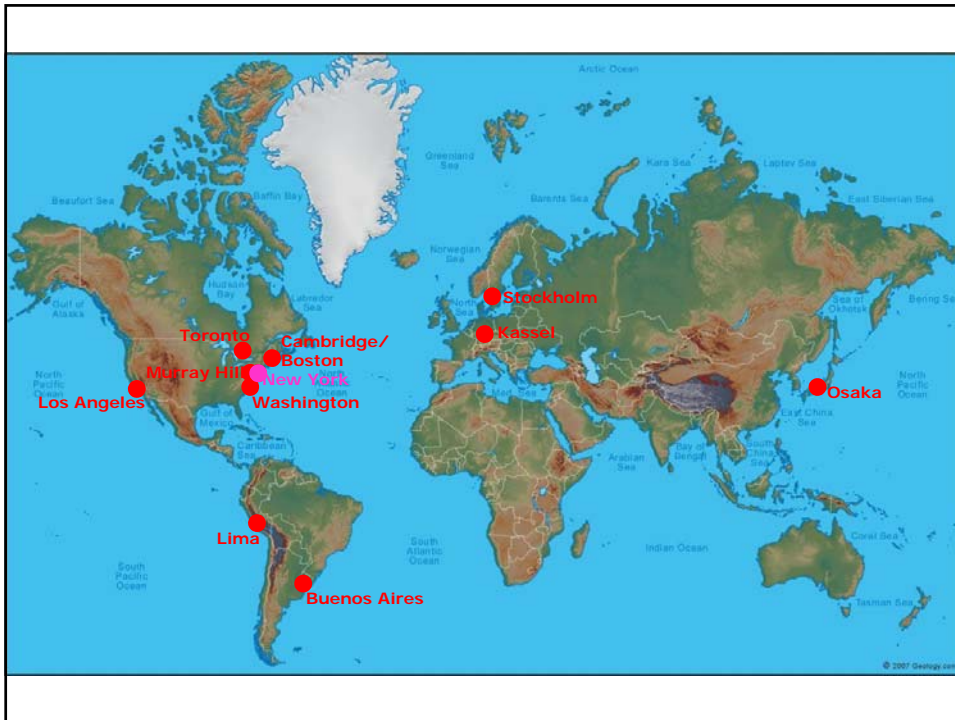 Arctic Ocean
Greenland
Sea
Kara Sea
Laptev Sea
Beaufort Sea
Baffin Bay
Barents Sea
East Siberian Sea
Norwegian
Sea
Hudson
Bay
Labrador
Sea
Gulf of
Alaska
North
Sea
Sea of
Okhotsk
Bering Sea
Stockholm
Kassel
Toronto
Cambridge/
Boston
Murray Hill
New York
Washington
Los Angeles
North
Pacific
Ocean
North
Ocean
Med. Sea
Osaka
North
Pacific
Ocean
East China
Sea
Gulf of
Mexico
Caribbean
Sea
Arabian
Sea
Bay of
Bengal
South
China
Sea
Lima
South
Atlantic
Ocean
Indian Ocean
Coral Sea
South
Pacific
Ocean
Buenos Aires
Tasman Sea
© 2007 Geology.com